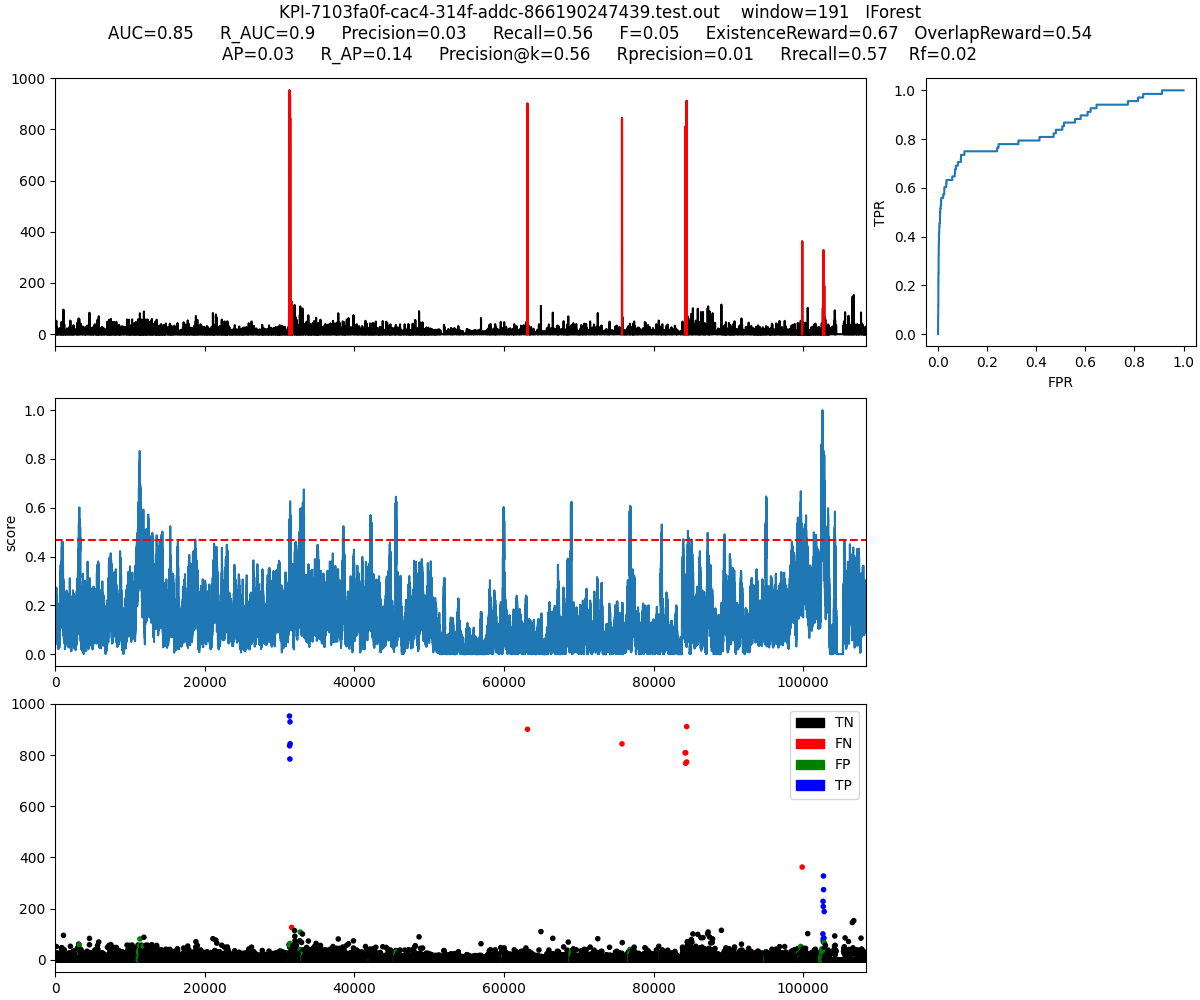 KPI-7103fa0f-cac4-314f-addc-866190247439.test.out window=191 IForest
AUC=0.85 R_AUC=0.9 Precision=0.03 Recall=0.56 F=0.05 ExistenceReward=0.67 OverlapReward=0.54
AP=0.03 R_AP=0.14 Precision@k=0.56 Rprecision=0.01 Rrecall=0.57 Rf=0.02
1000
800
600
400
200
0
1.0
0.8
0.6
0.4
0.2
0.0
TPR
0.0 0.2 0.4 0.6 0.8 1.0
FPR
1.0
0.8
0.6
0.4
0.2
0.0
score
0 20000 40000 60000 80000 100000
1000
800
600
400
200
0
TN
FN
FP
TP
0 20000 40000 60000 80000 100000